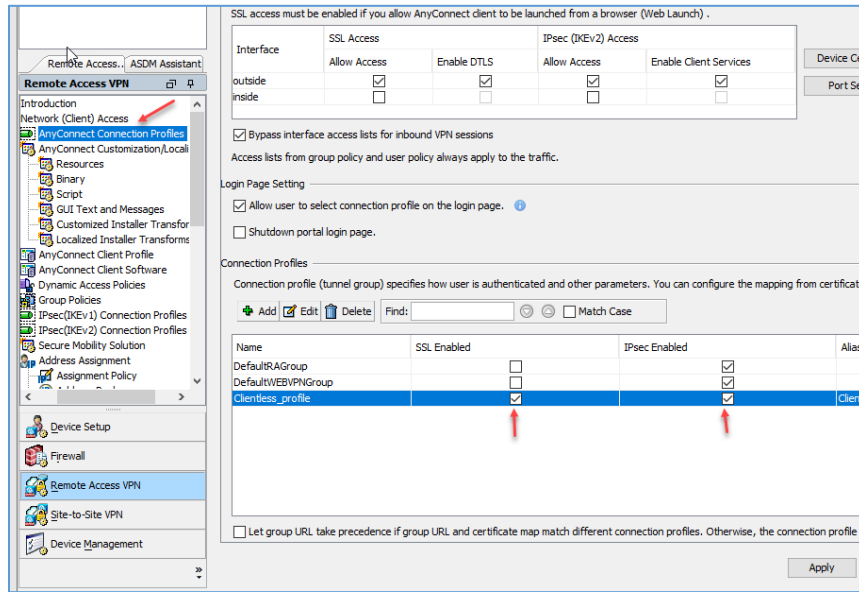 SSL access must be enabled if you allow AnyConnect client to be launched from a browser (Web Launch) .
SSL Access
IPsec (IKEv2) Access
Interface
Allow Access
Enable DTLS
Allow Access
Enable Client Services
outside
inside
Device Ce
Port Se
Bypass interface access lists for inbound VPN sessions
Access lists from group policy and user policy always apply to the traffic.
Login Page Setting
Allow user to select connection profile on the login page.
Shutdown portal login page.
Connection Profiles
Connection profile (tunnel group) specifies how user is authenticated and other parameters. You can configure the mapping from certificat
Add Edit Delete Find: Match Case
Name SSL Enabled IPsec Enabled Alias
DefaultRAGroup
DefaultWEBVPNGroup
Clientless_profile Clien
Let group URL take precedence if group URL and certificate map match different connection profiles. Otherwise, the connection profile
Apply
Remote Access.. ASDM Assistant
Remote Access VPN
Introduction
Network (Client) Access
AnyConnect Connection Profiles
AnyConnect Customization/Locali
Resources
Binary
Script
GUI Text and Messages
Customized Installer Transfor
Localized Installer Transforms
AnyConnect Client Profile
AnyConnect Client Software
Dynamic Access Policies
Group Policies
IPsec(IKEv1) Connection Profiles
IPsec(IKEv2) Connection Profiles
Secure Mobility Solution
Address Assignment
Assignment Policy
Device Setup
Firewall
Remote Access VPN
Site-to-Site VPN
Device Management